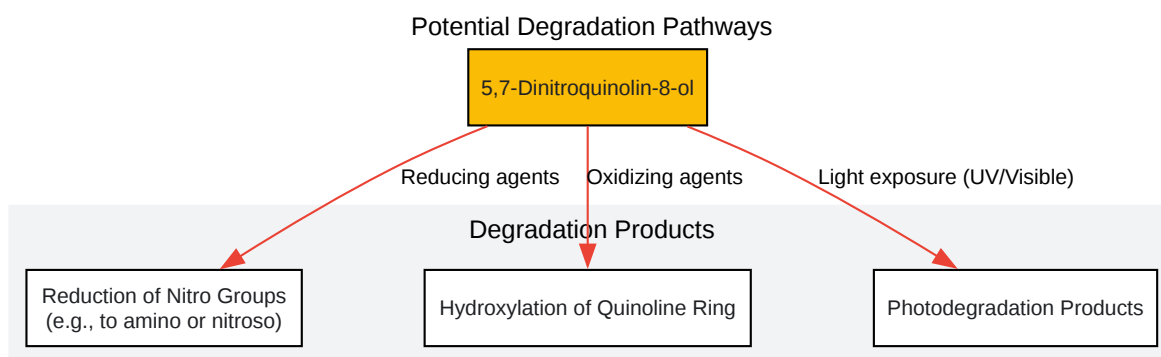 Potential Degradation Pathways
5,7-Dinitroquinolin-8-ol
Reducing agents
Oxidizing agents
Light exposure (UV/Visible)
Degradation Products
Reduction of Nitro Groups
(e.g., to amino or nitroso)
Hydroxylation of Quinoline Ring
Photodegradation Products